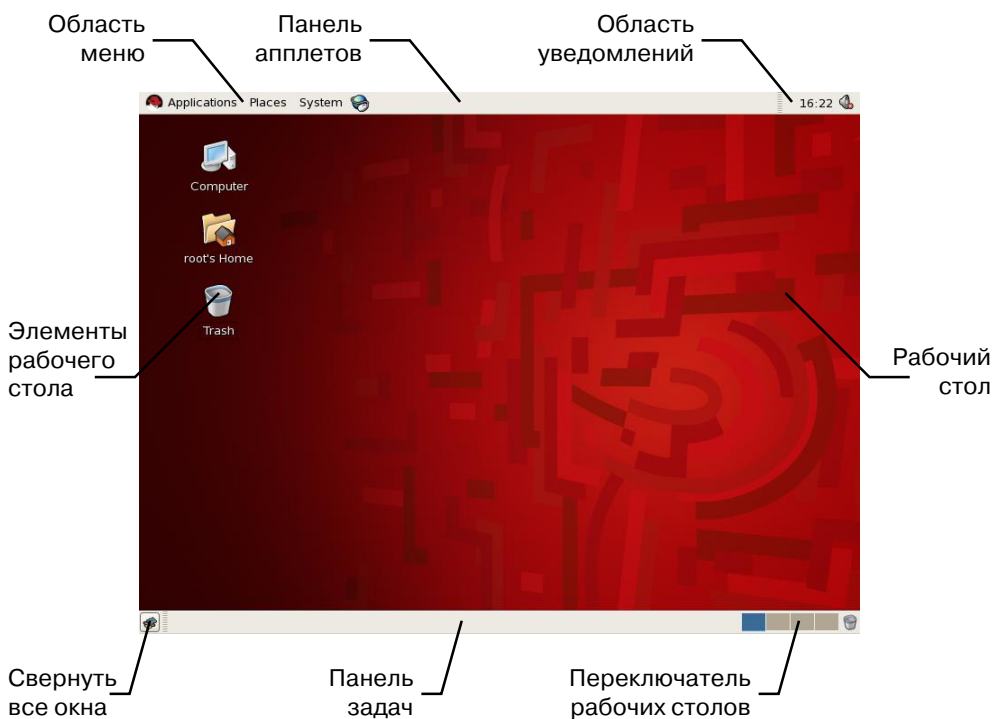 Область
меню
Панель
апплетов
Область
уведомлений
Applications Places System
16:22
Computer
root's Home
Trash
Элементы
рабочего
стола
Рабочий
стол
Свернуть
все окна
Панель
задач
Переключатель
рабочих столов